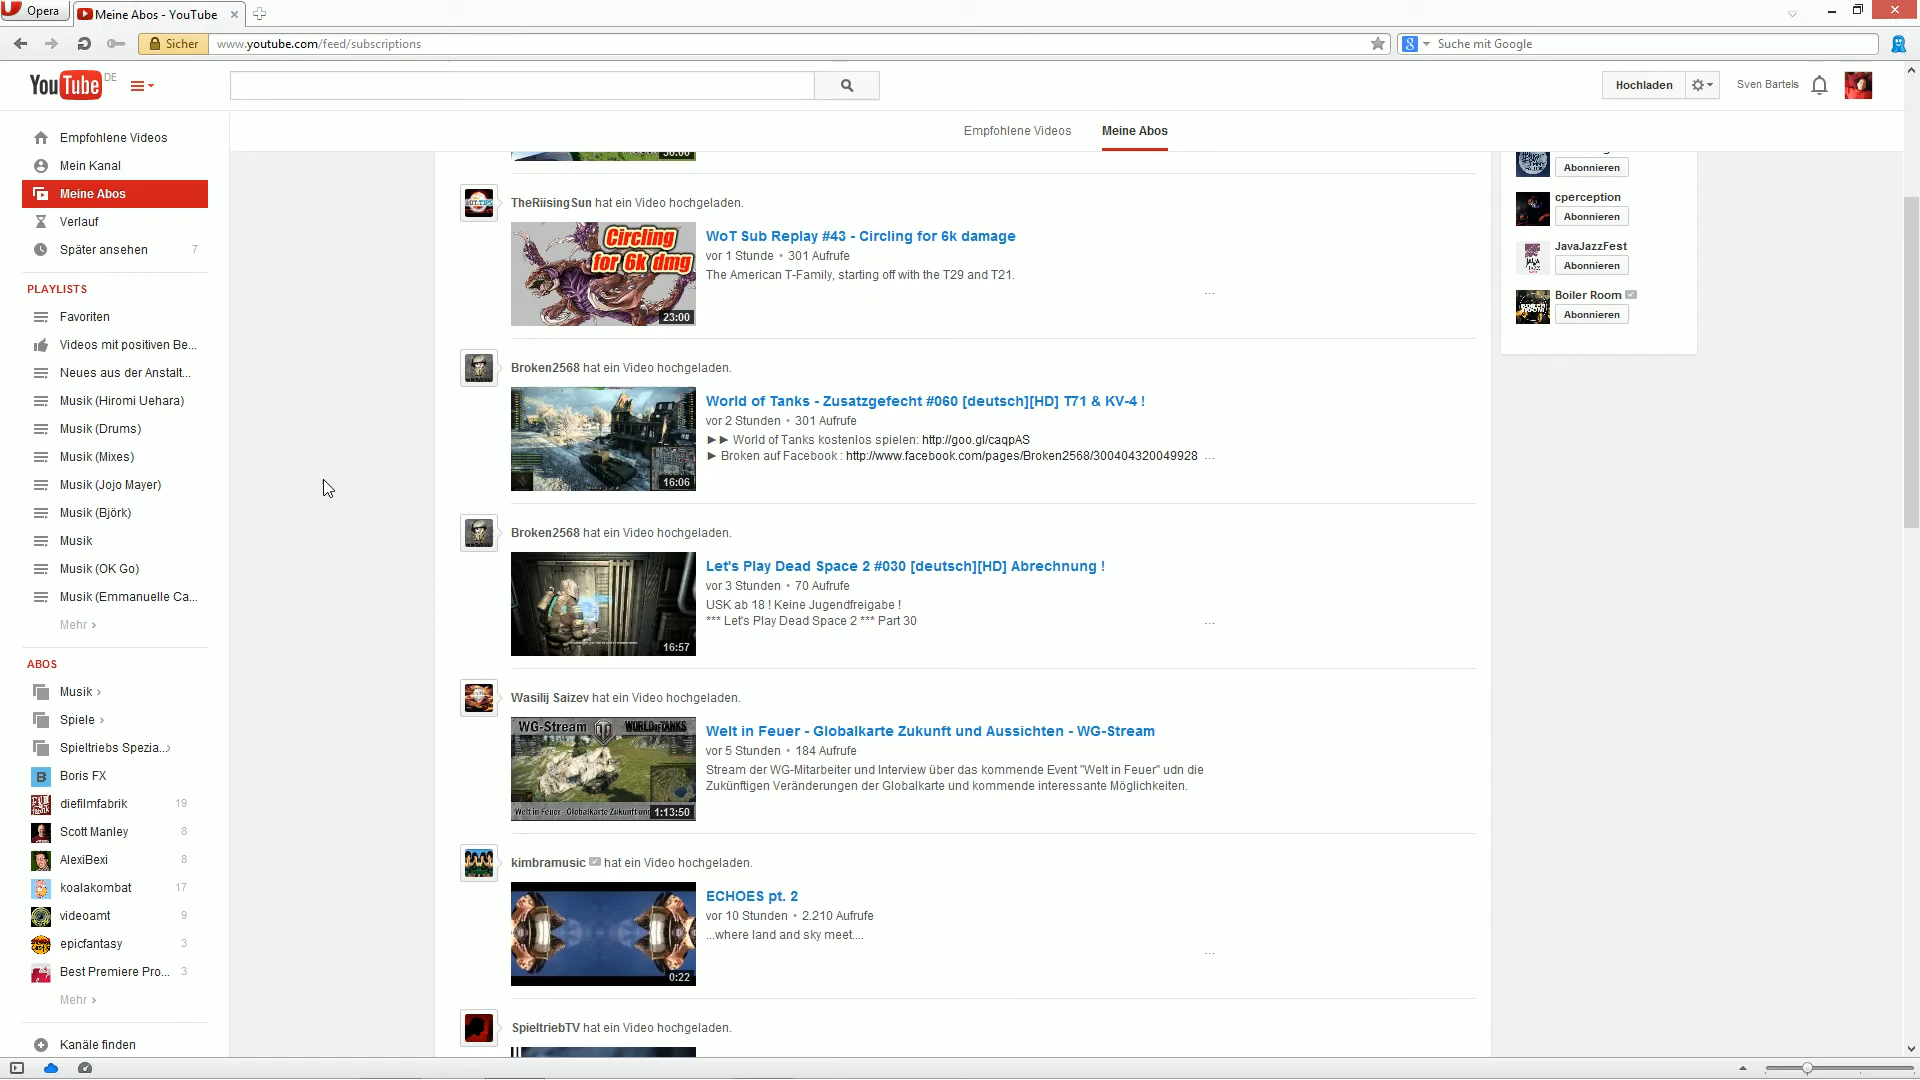 Opera
Meine Abos - YouTube
Sicher
www.youtube.com/feed/subscriptions
Suche mit Google
YouTube DE
Hochladen
Sven Bartels
Empfohlene Videos
Meine Abos
Empfohlene Videos
Mein Kanal
Meine Abos
Verlauf
Später ansehen 7
PLAYLISTS
Favoriten
Videos mit positiven Be...
Neues aus der Anstalt...
Musik (Hiromi Uehara)
Musik (Drums)
Musik (Mixes)
Musik (Jojo Mayer)
Musik (Björk)
Musik
Musik (OK Go)
Musik (Emmanuelle Ca...
Mehr ›
ABOS
Musik ›
Spiele ›
Spieltriebs Spezia...›
Boris FX
diefilmfabrik 19
Scott Manley 8
AlexiBexi 8
koalakombat 17
videoamt 9
epicfantasy 3
Best Premiere Pro... 3
Mehr ›
Kanäle finden
TheRiisingSun hat ein Video hochgeladen.
Circling
for 6k dmg
23:00
WoT Sub Replay #43 - Circling for 6k damage
vor 1 Stunde • 301 Aufrufe
The American T-Family, starting off with the T29 and T21.
...
Broken2568 hat ein Video hochgeladen.
16:06
World of Tanks - Zusatzgefecht #060 [deutsch][HD] T71 & KV-4 !
vor 2 Stunden • 301 Aufrufe
►► World of Tanks kostenlos spielen: http://goo.gl/caqpAS
► Broken auf Facebook : http://www.facebook.com/pages/Broken2568/300404320049928 ...
Broken2568 hat ein Video hochgeladen.
16:57
Let's Play Dead Space 2 #030 [deutsch][HD] Abrechnung !
vor 3 Stunden • 70 Aufrufe
USK ab 18 ! Keine Jugendfreigabe !
*** Let's Play Dead Space 2 *** Part 30
...
Wasilij Saizev hat ein Video hochgeladen.
WG-Stream WORLD OF TANKS
Welt in Feuer - Globalkarte Zukunft und
1:13:50
Welt in Feuer - Globalkarte Zukunft und Aussichten - WG-Stream
vor 5 Stunden • 184 Aufrufe
Stream der WG-Mitarbeiter und Interview über das kommende Event "Welt in Feuer" udn die
Zukünftigen Veränderungen der Globalkarte und kommende interessante Möglichkeiten.
kimbramusic hat ein Video hochgeladen.
0:22
ECHOES pt. 2
vor 10 Stunden • 2.210 Aufrufe
...where land and sky meet....
...
SpieltriebTV hat ein Video hochgeladen.
Abonnieren
cperception
Abonnieren
JavaJazzFest
Abonnieren
Boiler Room
Abonnieren